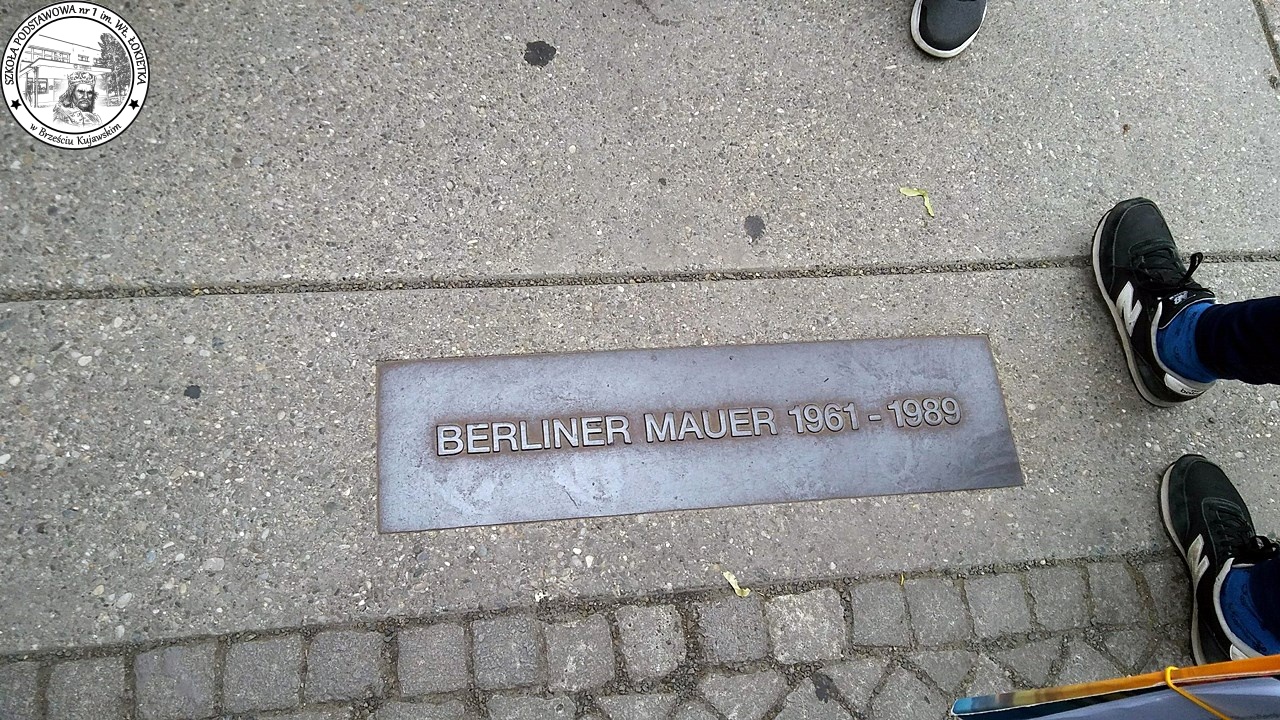 SZKOŁA PODSTAWOWA nr 1 im. WŁ. ŁOKIETKA
w Brześciu Kujawskim
BERLINER MAUER 1961 - 1989
N
N